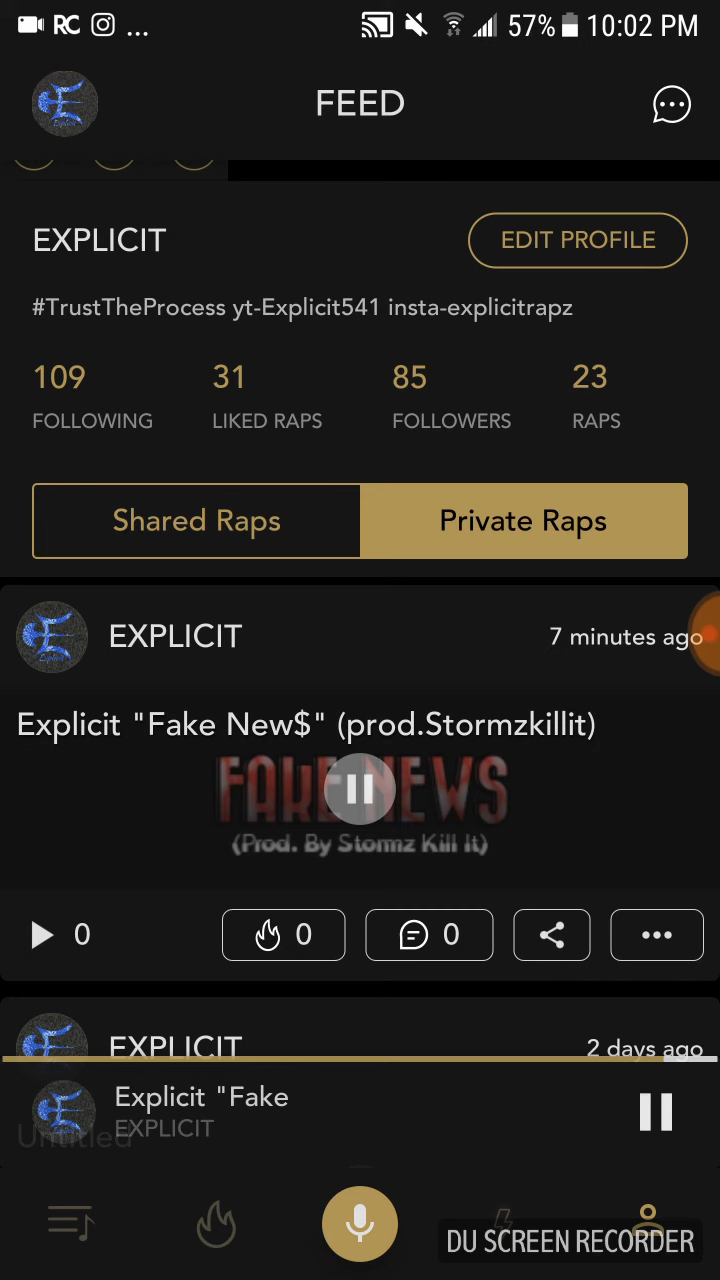 RC ... 57% 10:02 PM
FEED
EXPLICIT EDIT PROFILE
#TrustTheProcess yt-Explicit541 insta-explicitrapz
109 31 85 23
FOLLOWING LIKED RAPS FOLLOWERS RAPS
Shared Raps Private Raps
EXPLICIT 7 minutes ago
Explicit "Fake New$" (prod.Stormzkillit)
FAKE NEWS
(Prod. By Stormz Kill It)
0 0 0
EXPLICIT 2 days ago
Explicit "Fake
EXPLICIT
Untitled
DU SCREEN RECORDER